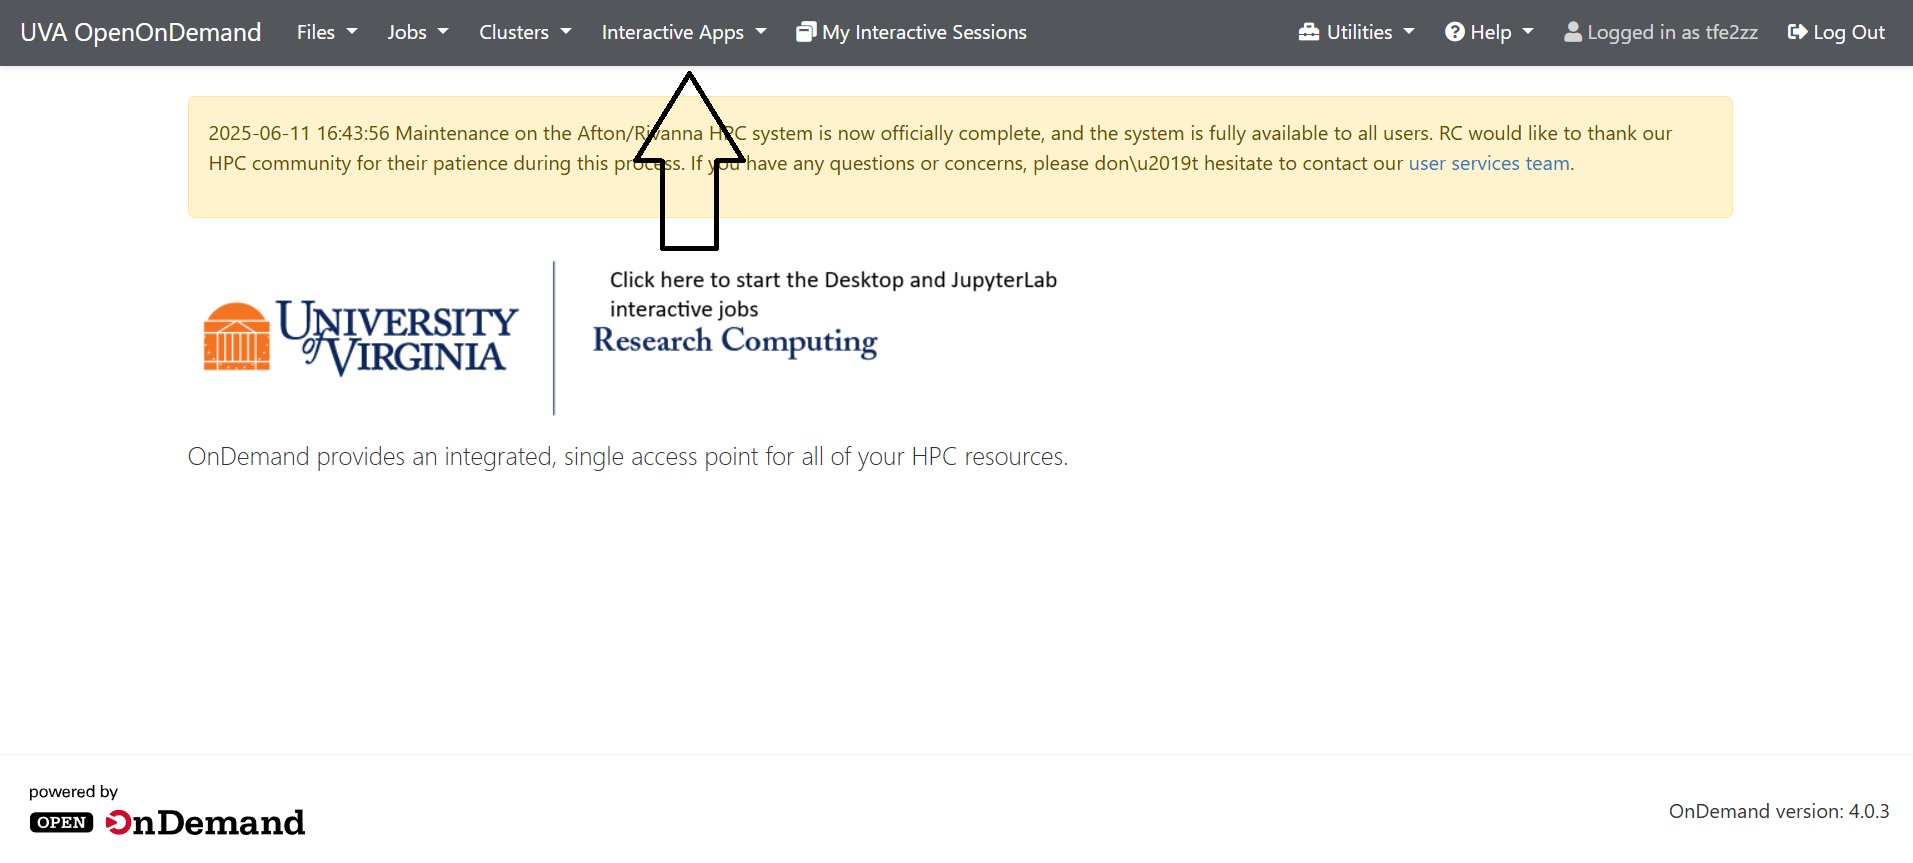 UVA OpenOnDemand Files Jobs Clusters Interactive Apps My Interactive Sessions Utilities Help Logged in as tfe2zz Log Out
2025-06-11 16:43:56 Maintenance on the Afton/Rivanna HPC system is now officially complete, and the system is fully available to all users. RC would like to thank our
HPC community for their patience during this process. If you have any questions or concerns, please don\u2019t hesitate to contact our user services team.
Click here to start the Desktop and JupyterLab
interactive jobs
UNIVERSITY
of VIRGINIA
Research Computing
OnDemand provides an integrated, single access point for all of your HPC resources.
powered by
OPEN OnDemand
OnDemand version: 4.0.3